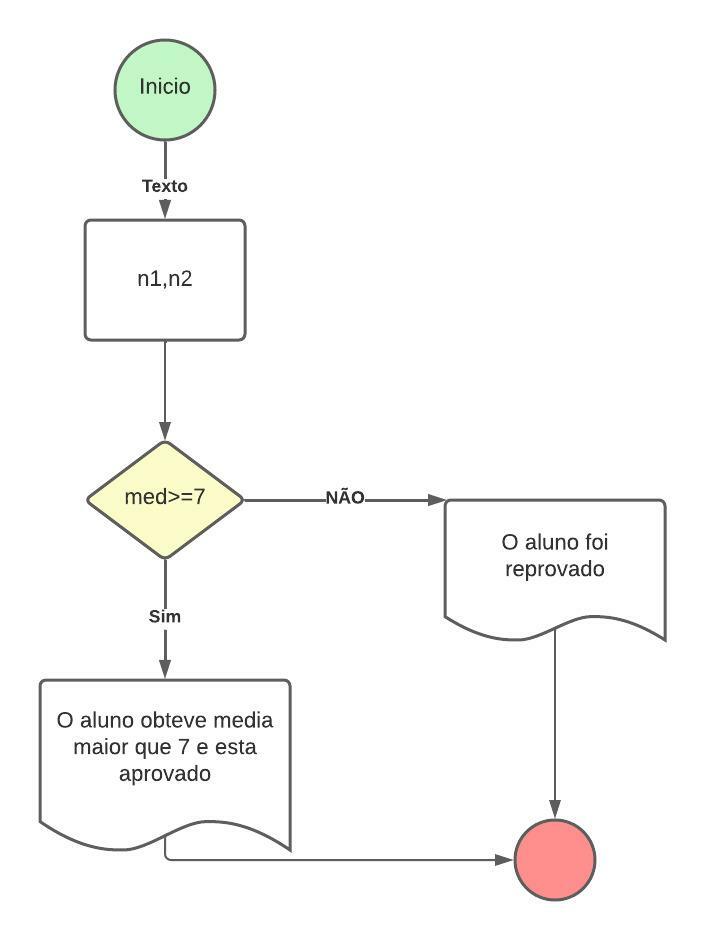 Inicio
Texto
n1,n2
med>=7
NÃO
O aluno foi
reprovado
Sim
O aluno obteve media
maior que 7 e esta
aprovado